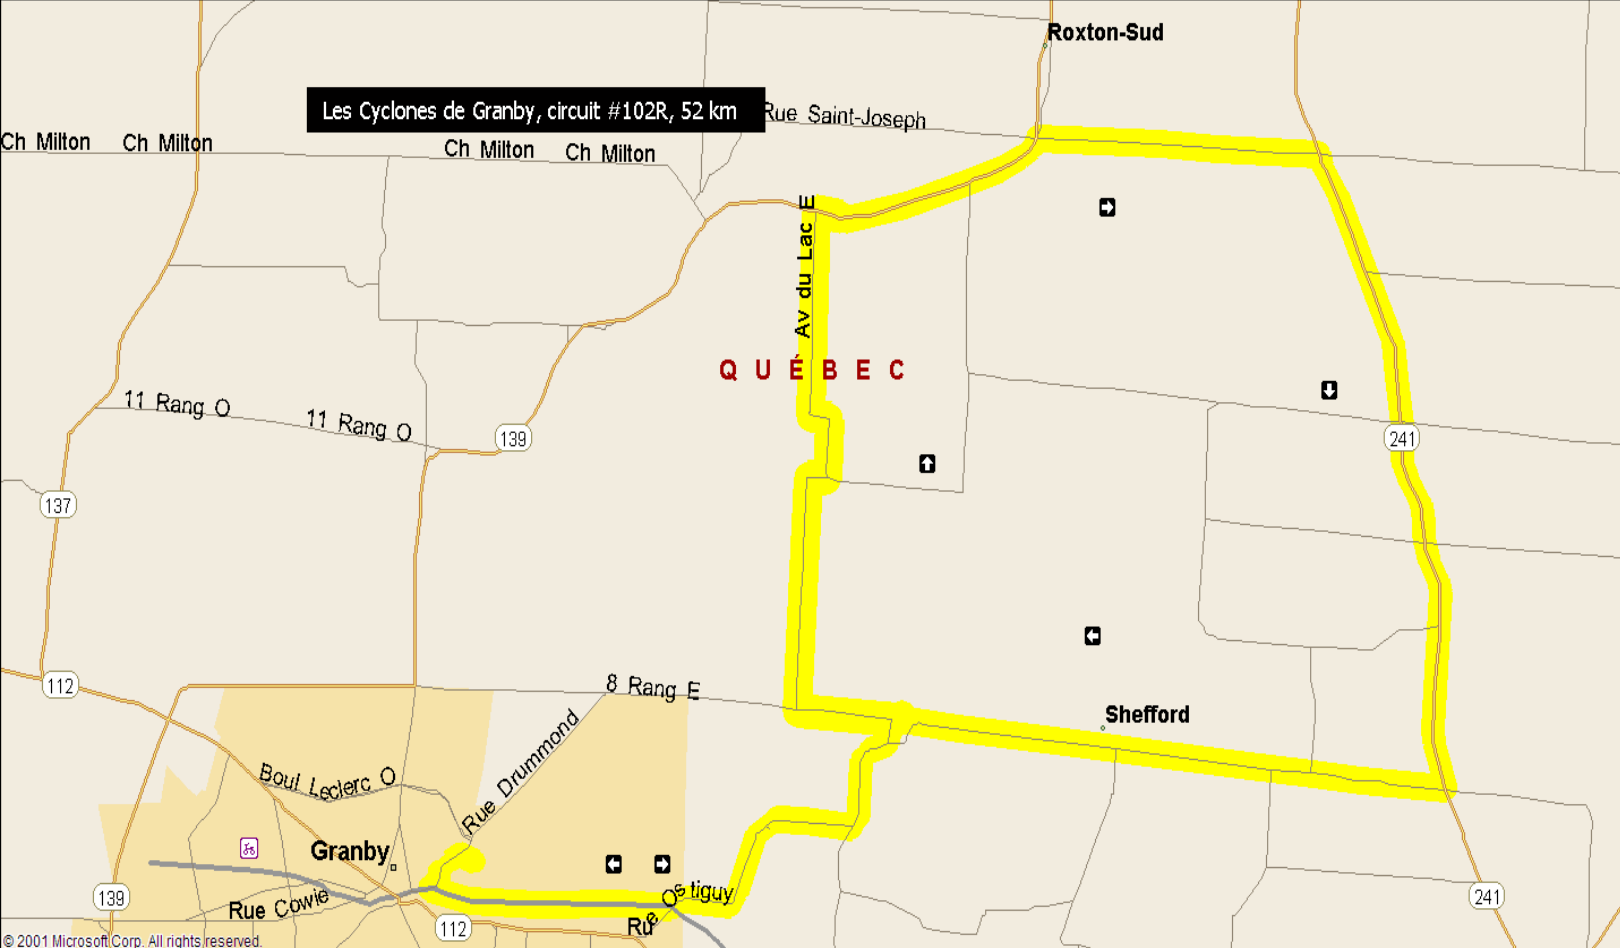 Roxton-Sud
Les Cyclones de Granby, circuit #102R, 52 km
Rue Saint-Joseph
Ch Milton
Ch Milton
Ch Milton
Ch Milton
Av du Lac E
QUÉBEC
11 Rang O
11 Rang O
139
241
137
112
8 Rang E
Shefford
Rue Drummond
Boul Leclerc O
Granby
Rue Cowie
Rue Ostiguy
139
112
241
© 2001 Microsoft Corp. All rights reserved.